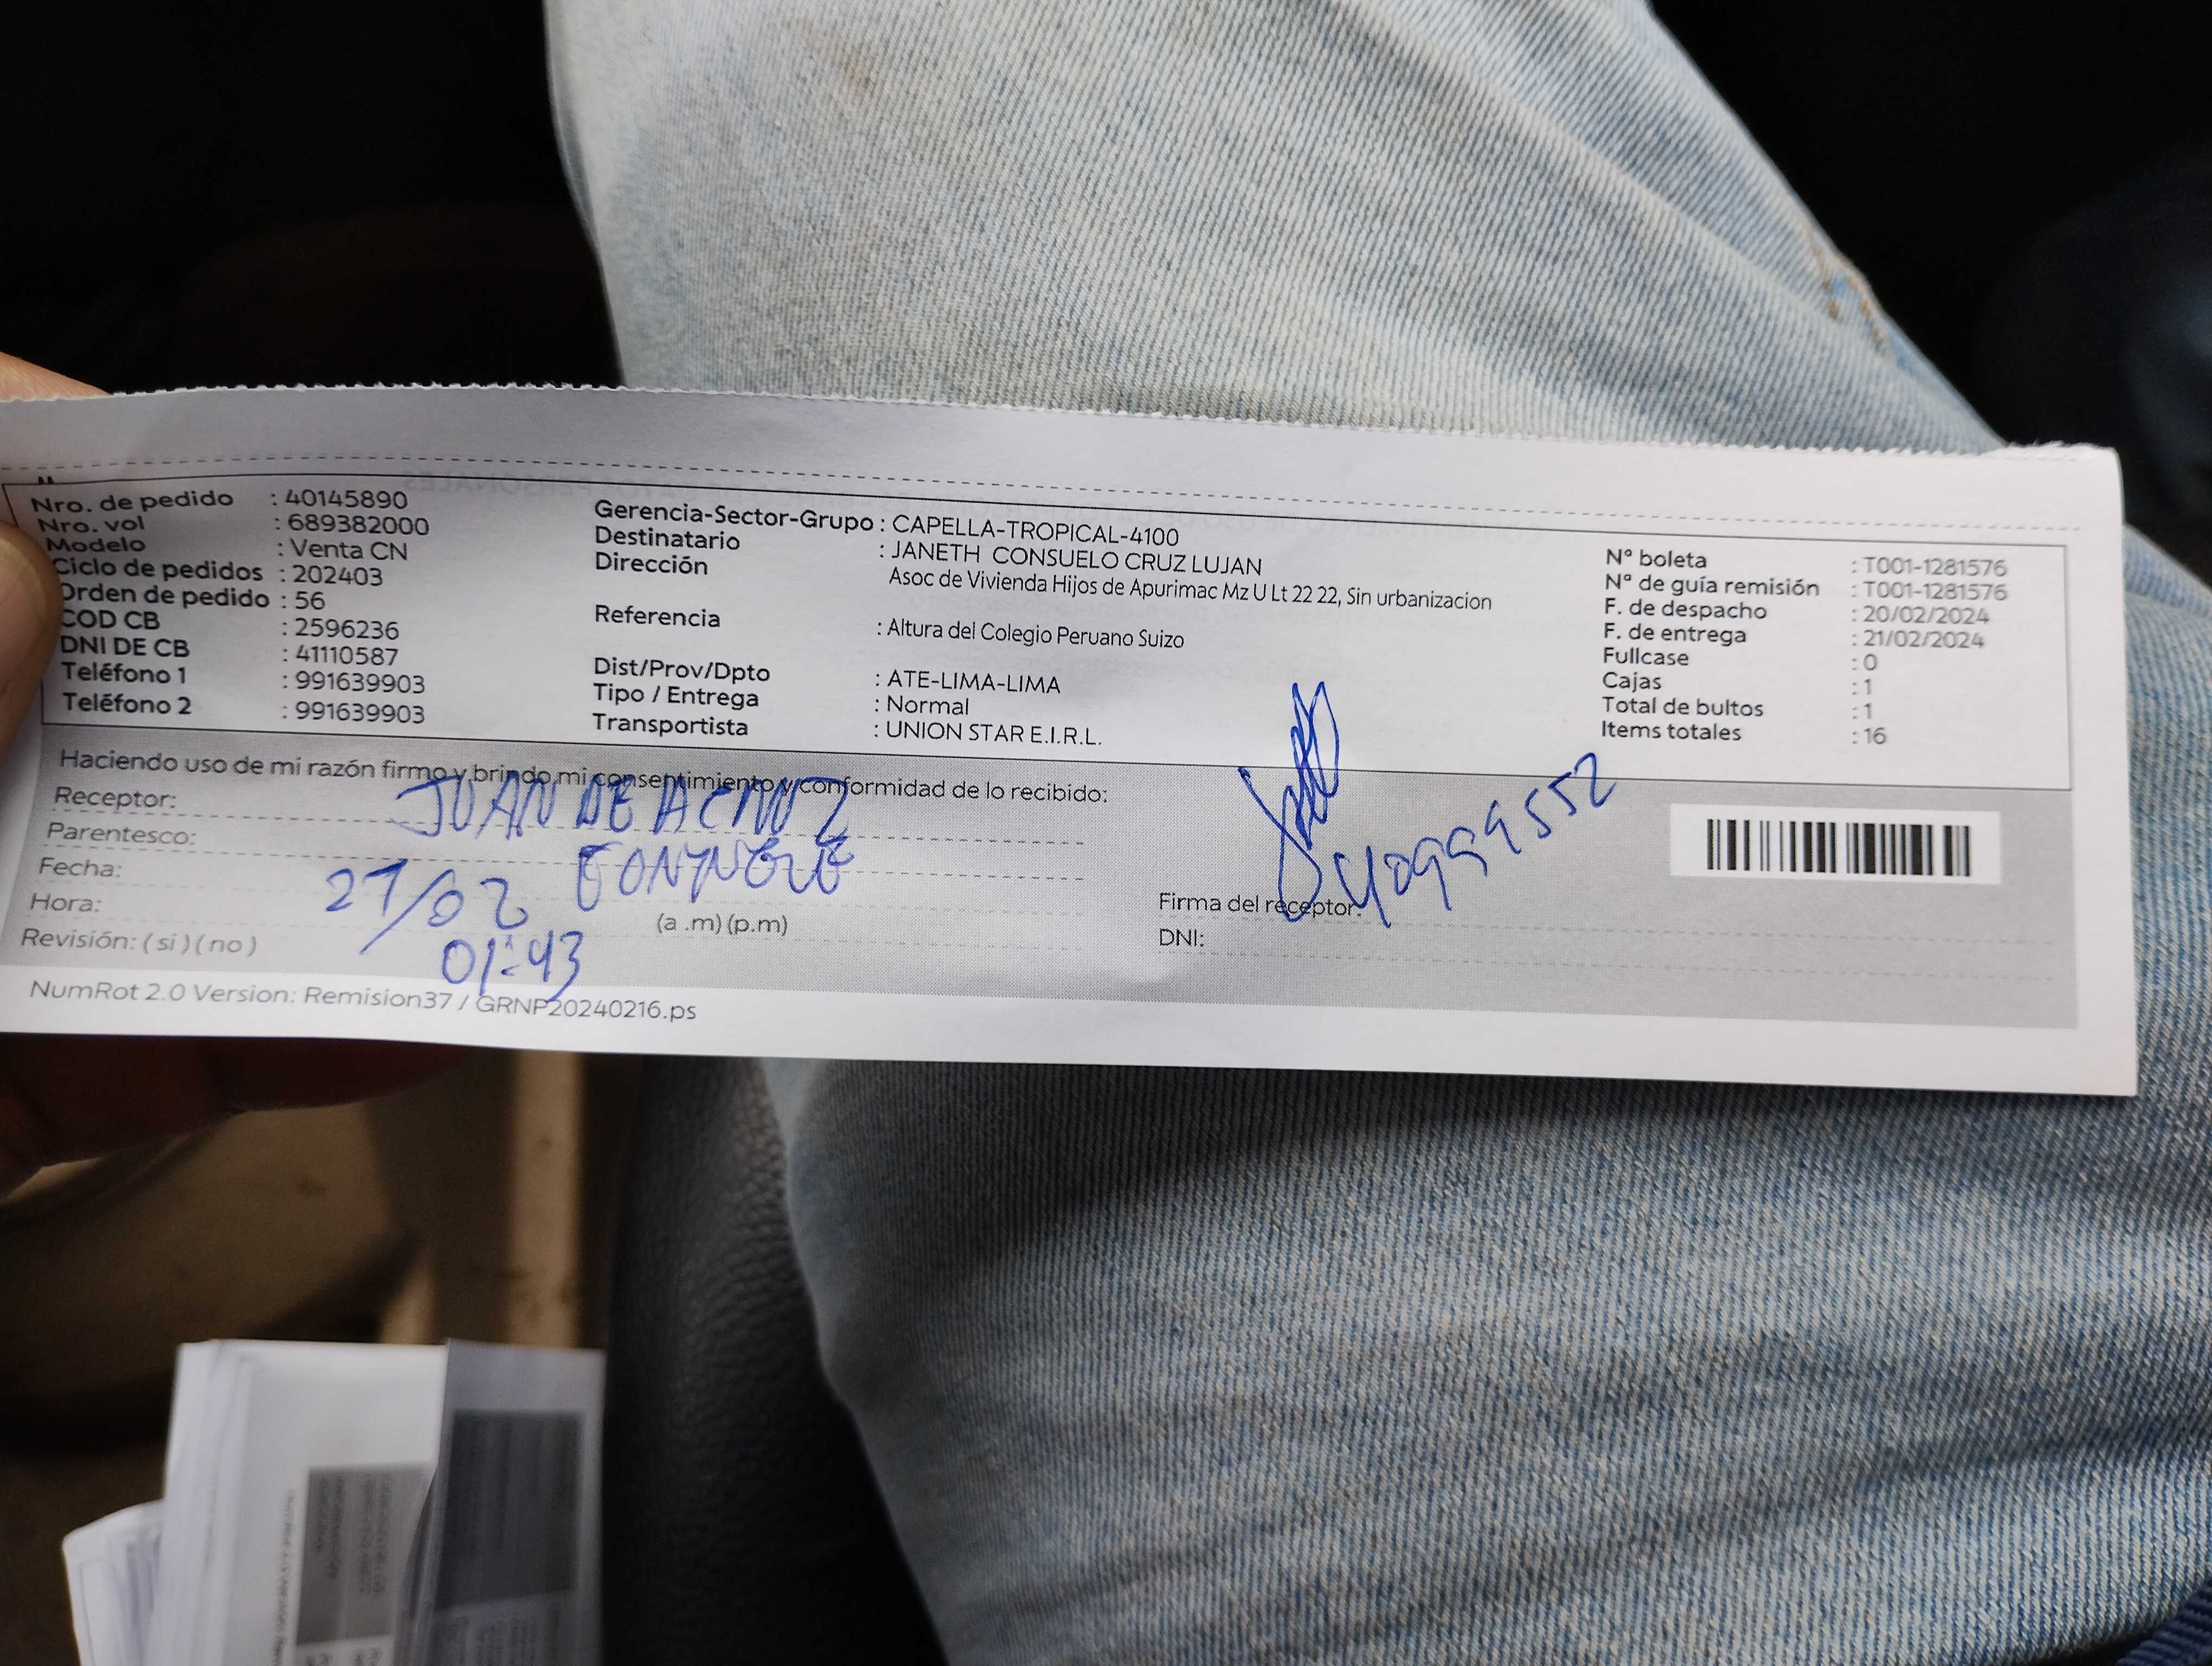 Nro. de pedido : 40145890
Nro. vol : 689382000
Modelo : Venta CN
Ciclo de pedidos : 202403
Orden de pedido : 56
COD CB : 2596236
DNI DE CB : 41110587
Teléfono 1 : 991639903
Teléfono 2 : 991639903
Gerencia-Sector-Grupo : CAPELLA-TROPICAL-4100
Destinatario : JANETH CONSUELO CRUZ LUJAN
Dirección Asoc de Vivienda Hijos de Apurimac Mz U Lt 22 22, Sin urbanizacion
Referencia : Altura del Colegio Peruano Suizo
Dist/Prov/Dpto : ATE-LIMA-LIMA
Tipo / Entrega : Normal
Transportista : UNION STAR E.I.R.L.
N° boleta : T001-1281576
N° de guía remisión : T001-1281576
F. de despacho : 20/02/2024
F. de entrega : 21/02/2024
Fullcase : 0
Cajas : 1
Total de bultos : 1
Items totales : 16
Haciendo uso de mi razón firmo y brindo mi consentimiento y conformidad de lo recibido:
Receptor: JUAN DE A CRUZ
Parentesco:
Fecha: 21/02
Hora: 01:43 (a .m) (p.m)
Revisión: ( si ) ( no )
Firma del receptor:
DNI: 40999552
NumRot 2.0 Version: Remision37 / GRNP20240216.ps